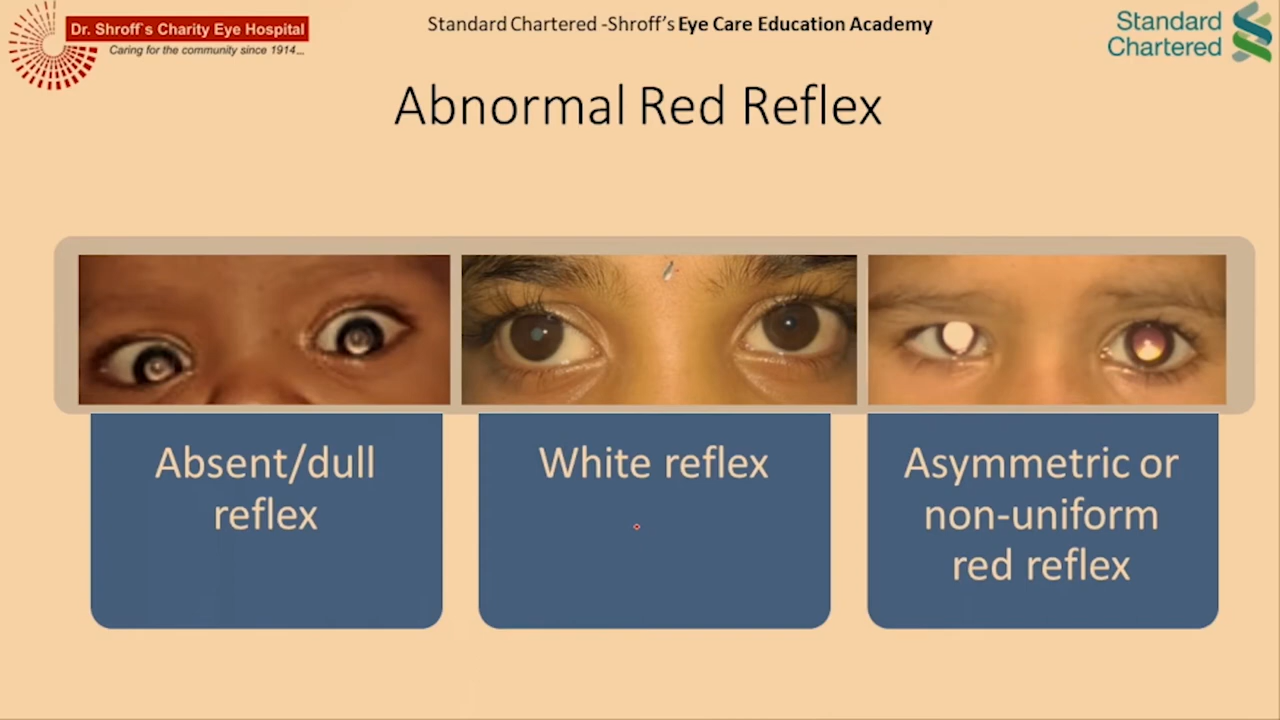 Dr. Shroff`s Charity Eye Hospital
Caring for the community since 1914...
Standard Chartered -Shroff's Eye Care Education Academy
Standard
Chartered
Abnormal Red Reflex
Absent/dull
reflex
White reflex
Asymmetric or
non-uniform
red reflex